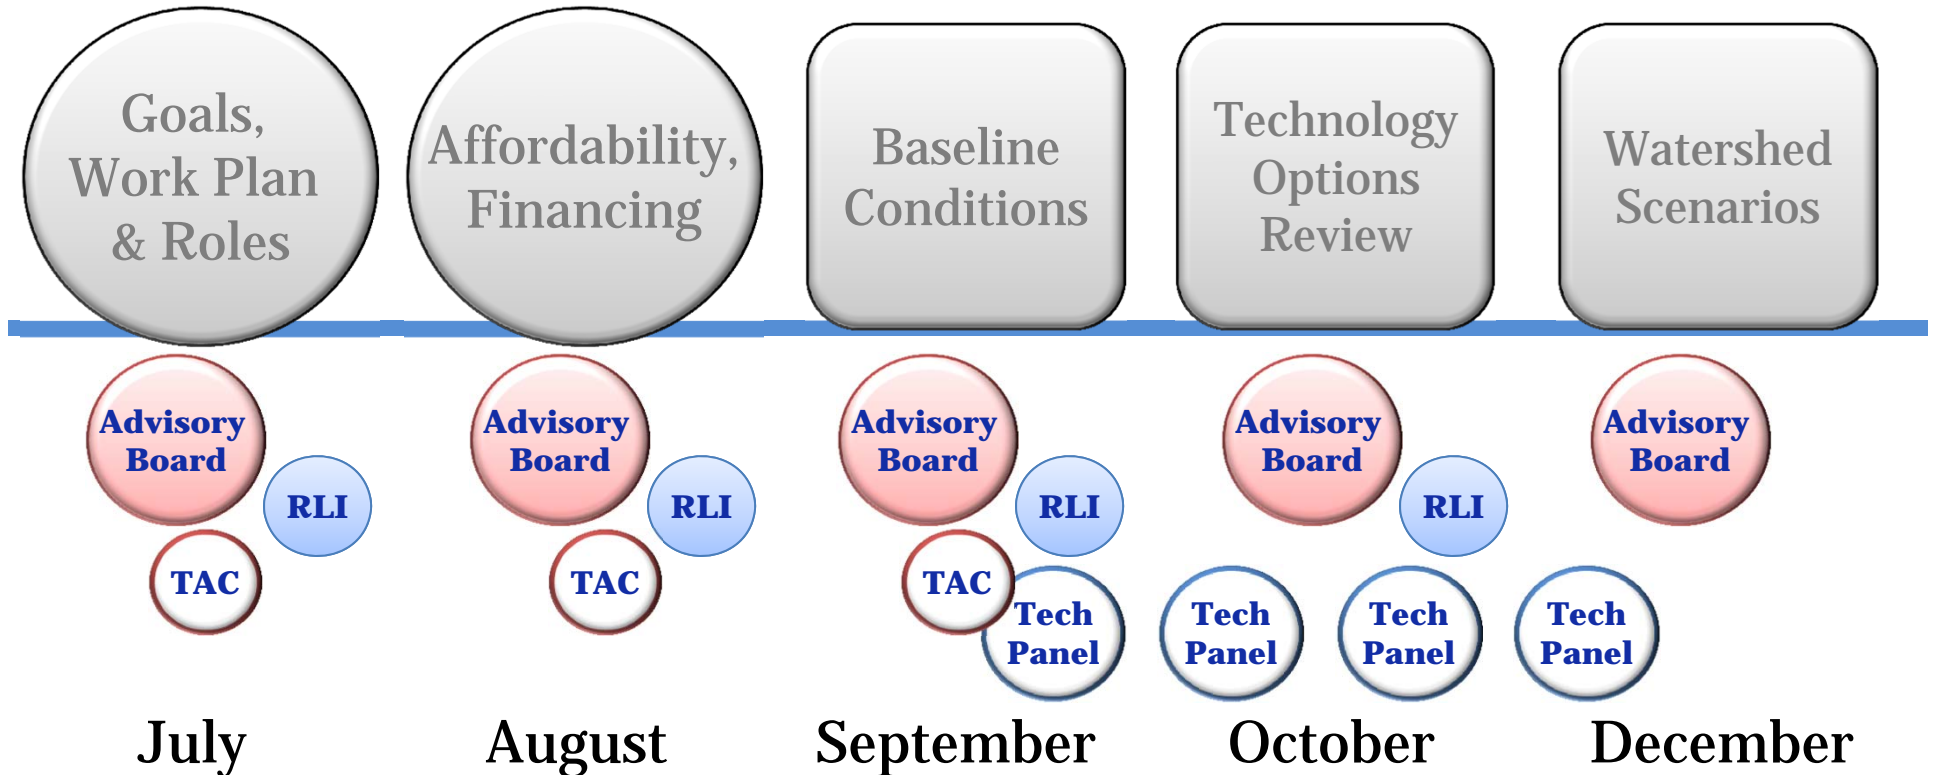 Goals,
Work Plan
& Roles
Affordability,
Financing
Baseline
Conditions
Technology
Options
Review
Watershed
Scenarios
Advisory
Board
RLI
TAC
Advisory
Board
RLI
TAC
Advisory
Board
RLI
TAC
Tech
Panel
Advisory
Board
RLI
Tech
Panel
Tech
Panel
Advisory
Board
Tech
Panel
July
August
September
October
December